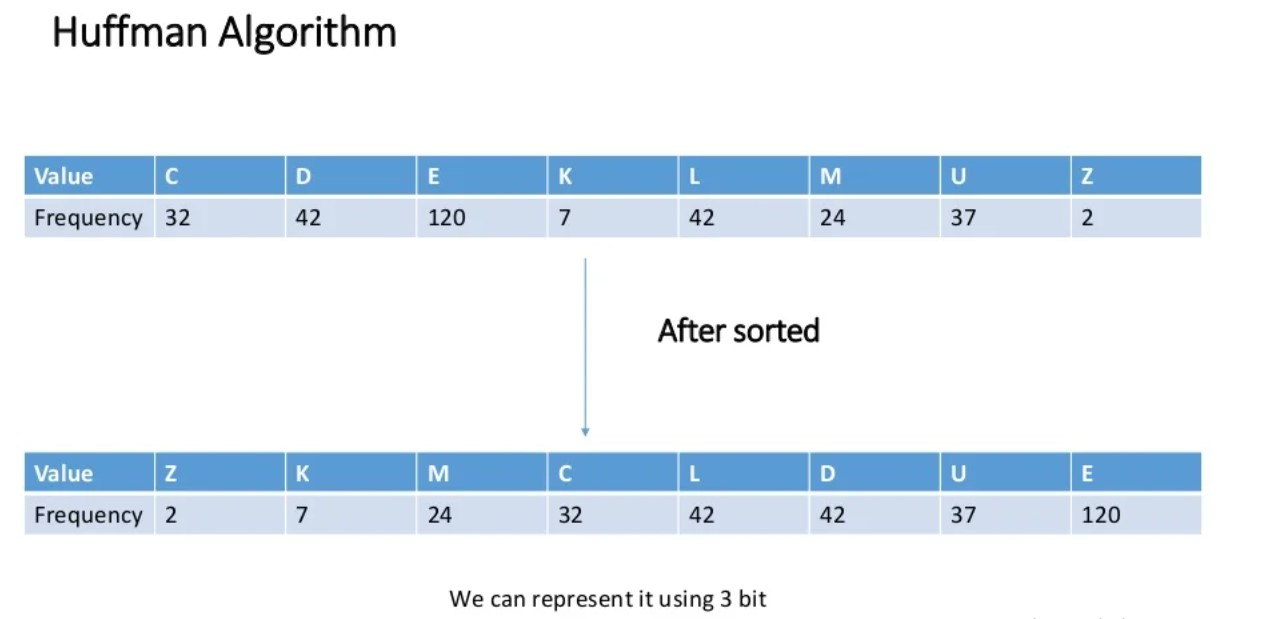 Huffman Algorithm
Value C D E K L M U Z
Frequency 32 42 120 7 42 24 37 2
After sorted
Value Z K M C L D U E
Frequency 2 7 24 32 42 42 37 120
We can represent it using 3 bit